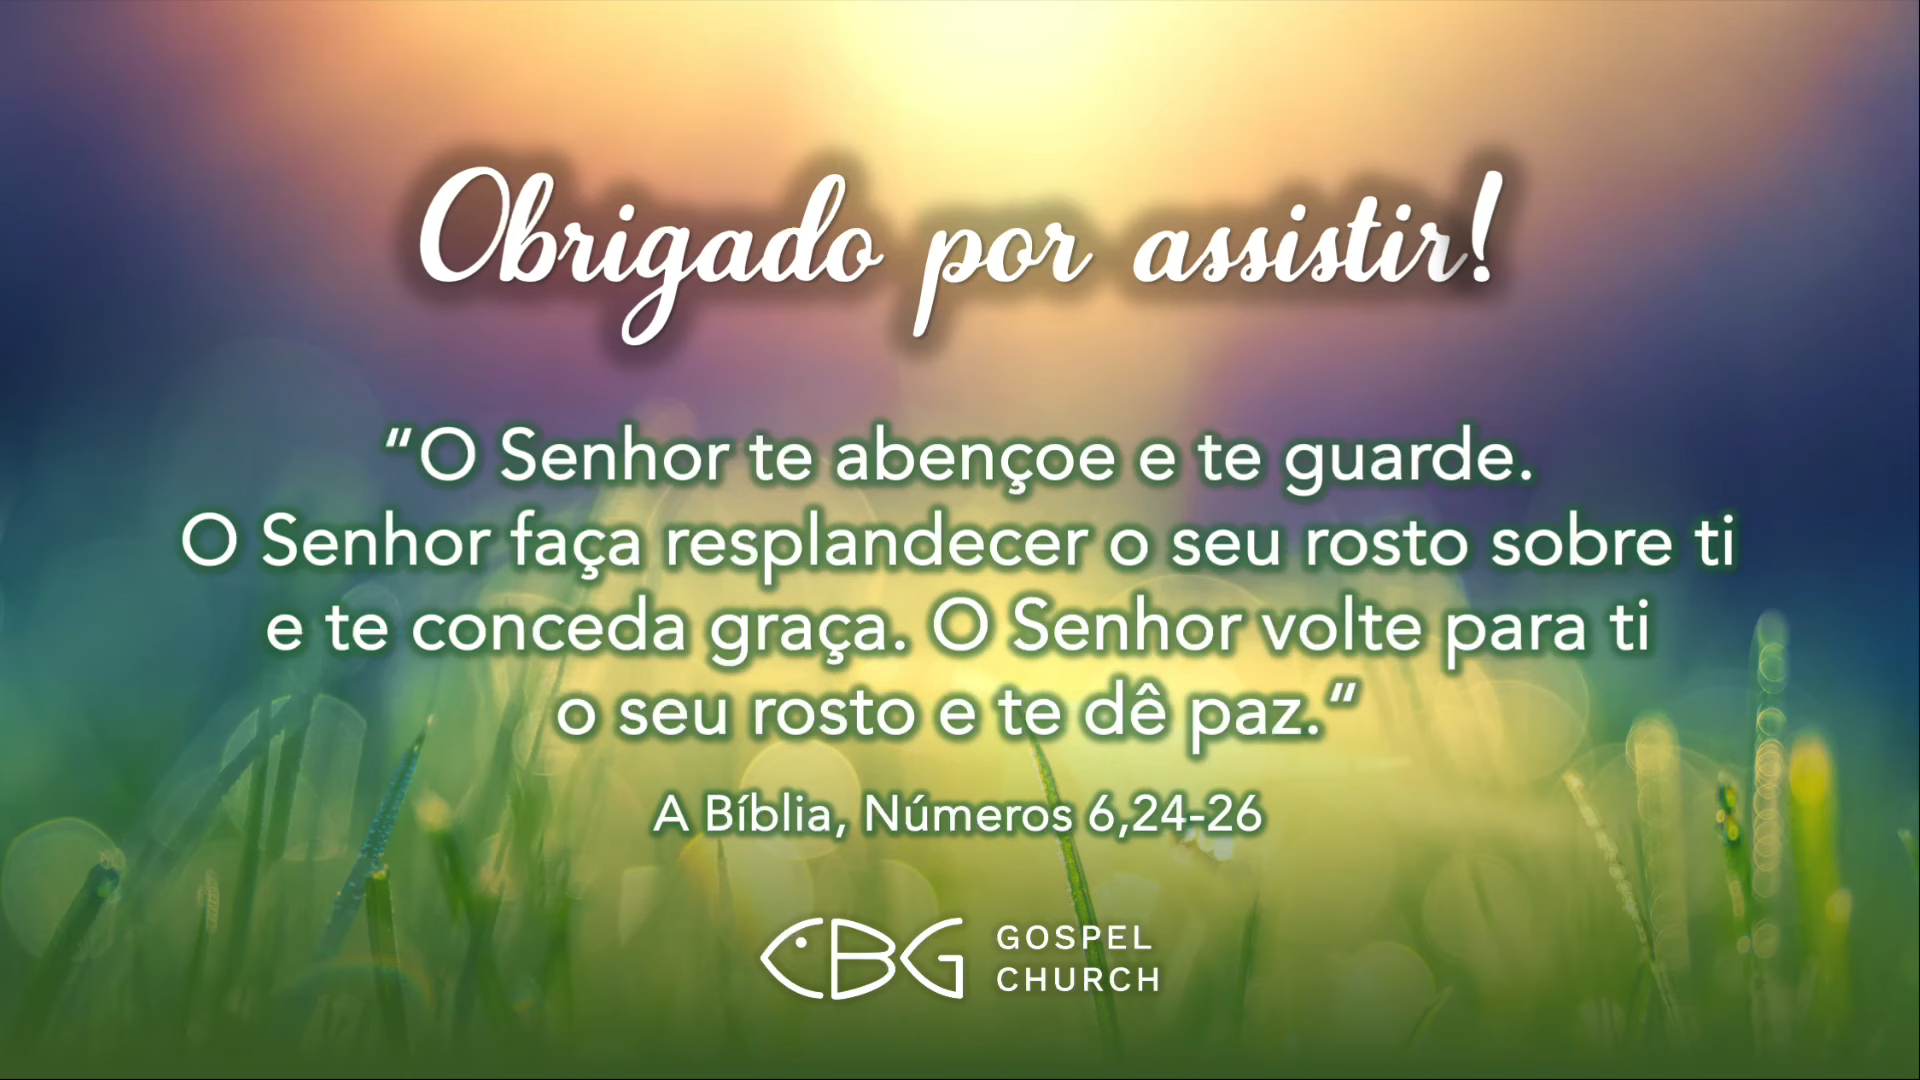 Obrigado por assistir!
“O Senhor te abençoe e te guarde.
O Senhor faça resplandecer o seu rosto sobre ti
e te conceda graça. O Senhor volte para ti
o seu rosto e te dê paz.“
A Bíblia, Números 6,24-26
CBG GOSPEL
CHURCH